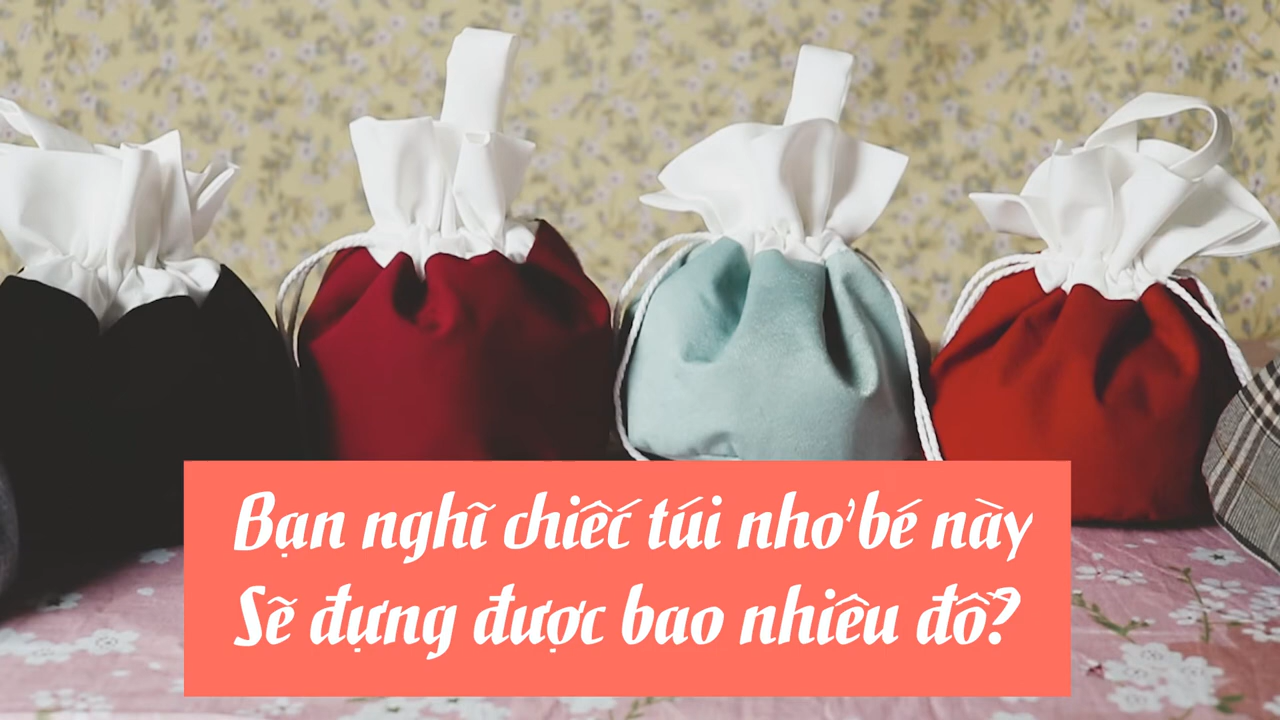 Bạn nghĩ chiếc túi nhỏ bé này
Sẽ đựng được bao nhiêu đồ?